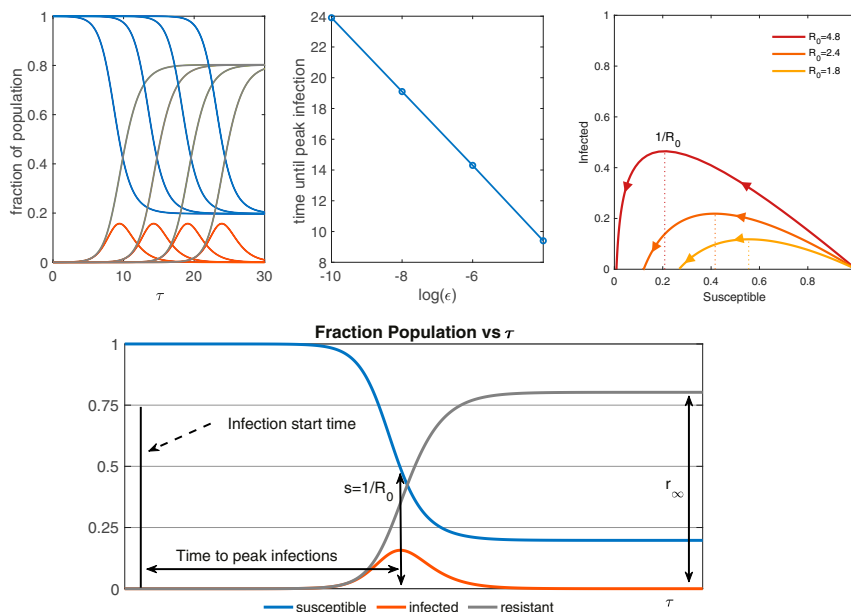 fraction of population
1
0.8
0.6
0.4
0.2
0
0
10
20
30
τ
time until peak infection
24
22
20
18
16
14
12
10
8
-10
-8
-6
-4
log(ϵ)
R₀=4.8
R₀=2.4
R₀=1.8
1/R₀
Infected
1
0.8
0.6
0.4
0.2
0
0.2
0.4
0.6
0.8
Susceptible
Fraction Population vs τ
1
0.75
0.5
0.25
0
Infection start time
s=1/R₀
r∞
Time to peak infections
τ
susceptible infected resistant